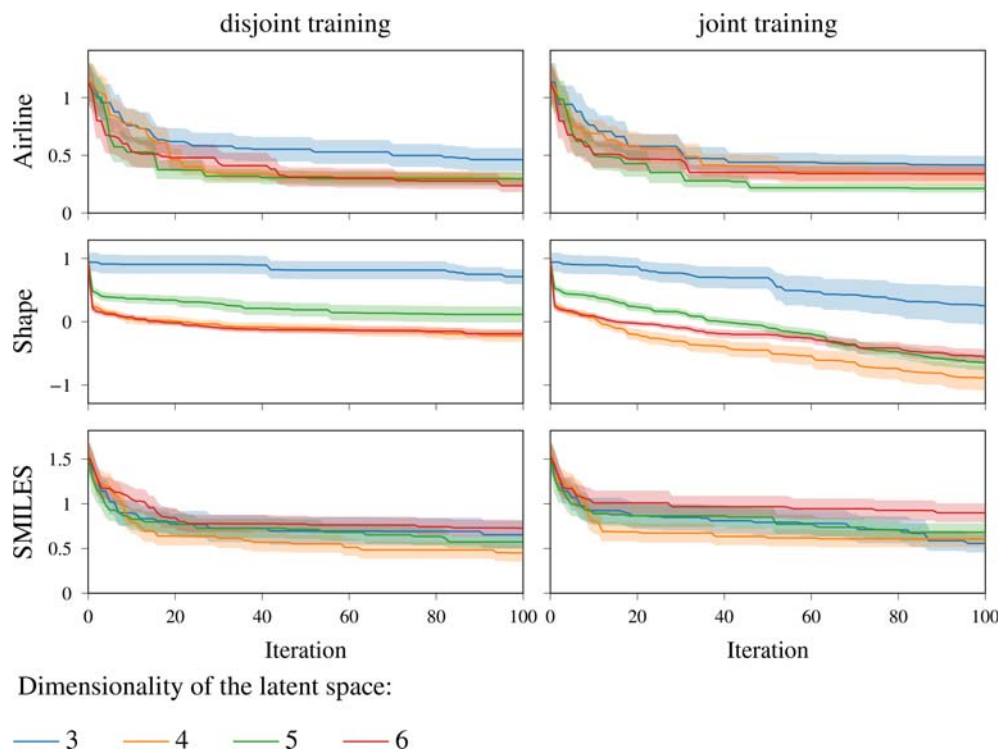 disjoint training
joint training
Airline
1
0.5
0
Shape
1
0
−1
SMILES
1.5
1
0.5
0
0 20 40 60 80 100
0 20 40 60 80 100
Iteration
Iteration
Dimensionality of the latent space:
3 4 5 6